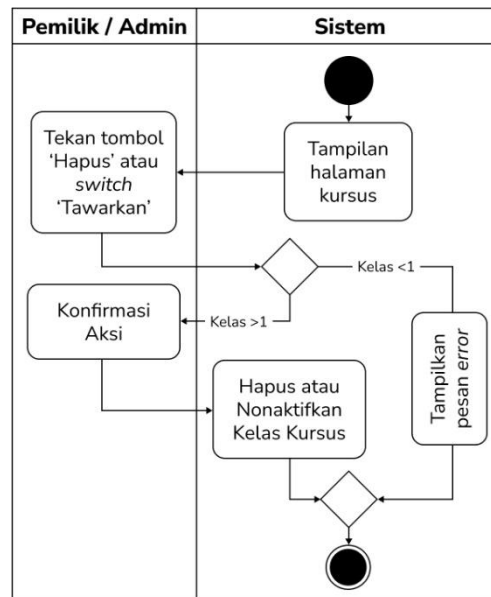 Pemilik / Admin
Sistem
Tekan tombol
‘Hapus’ atau
switch
‘Tawarkan’
Tampilan
halaman
kursus
Kelas <1
Kelas >1
Konfirmasi
Aksi
Hapus atau
Nonaktifkan
Kelas Kursus
Tampilkan
pesan error